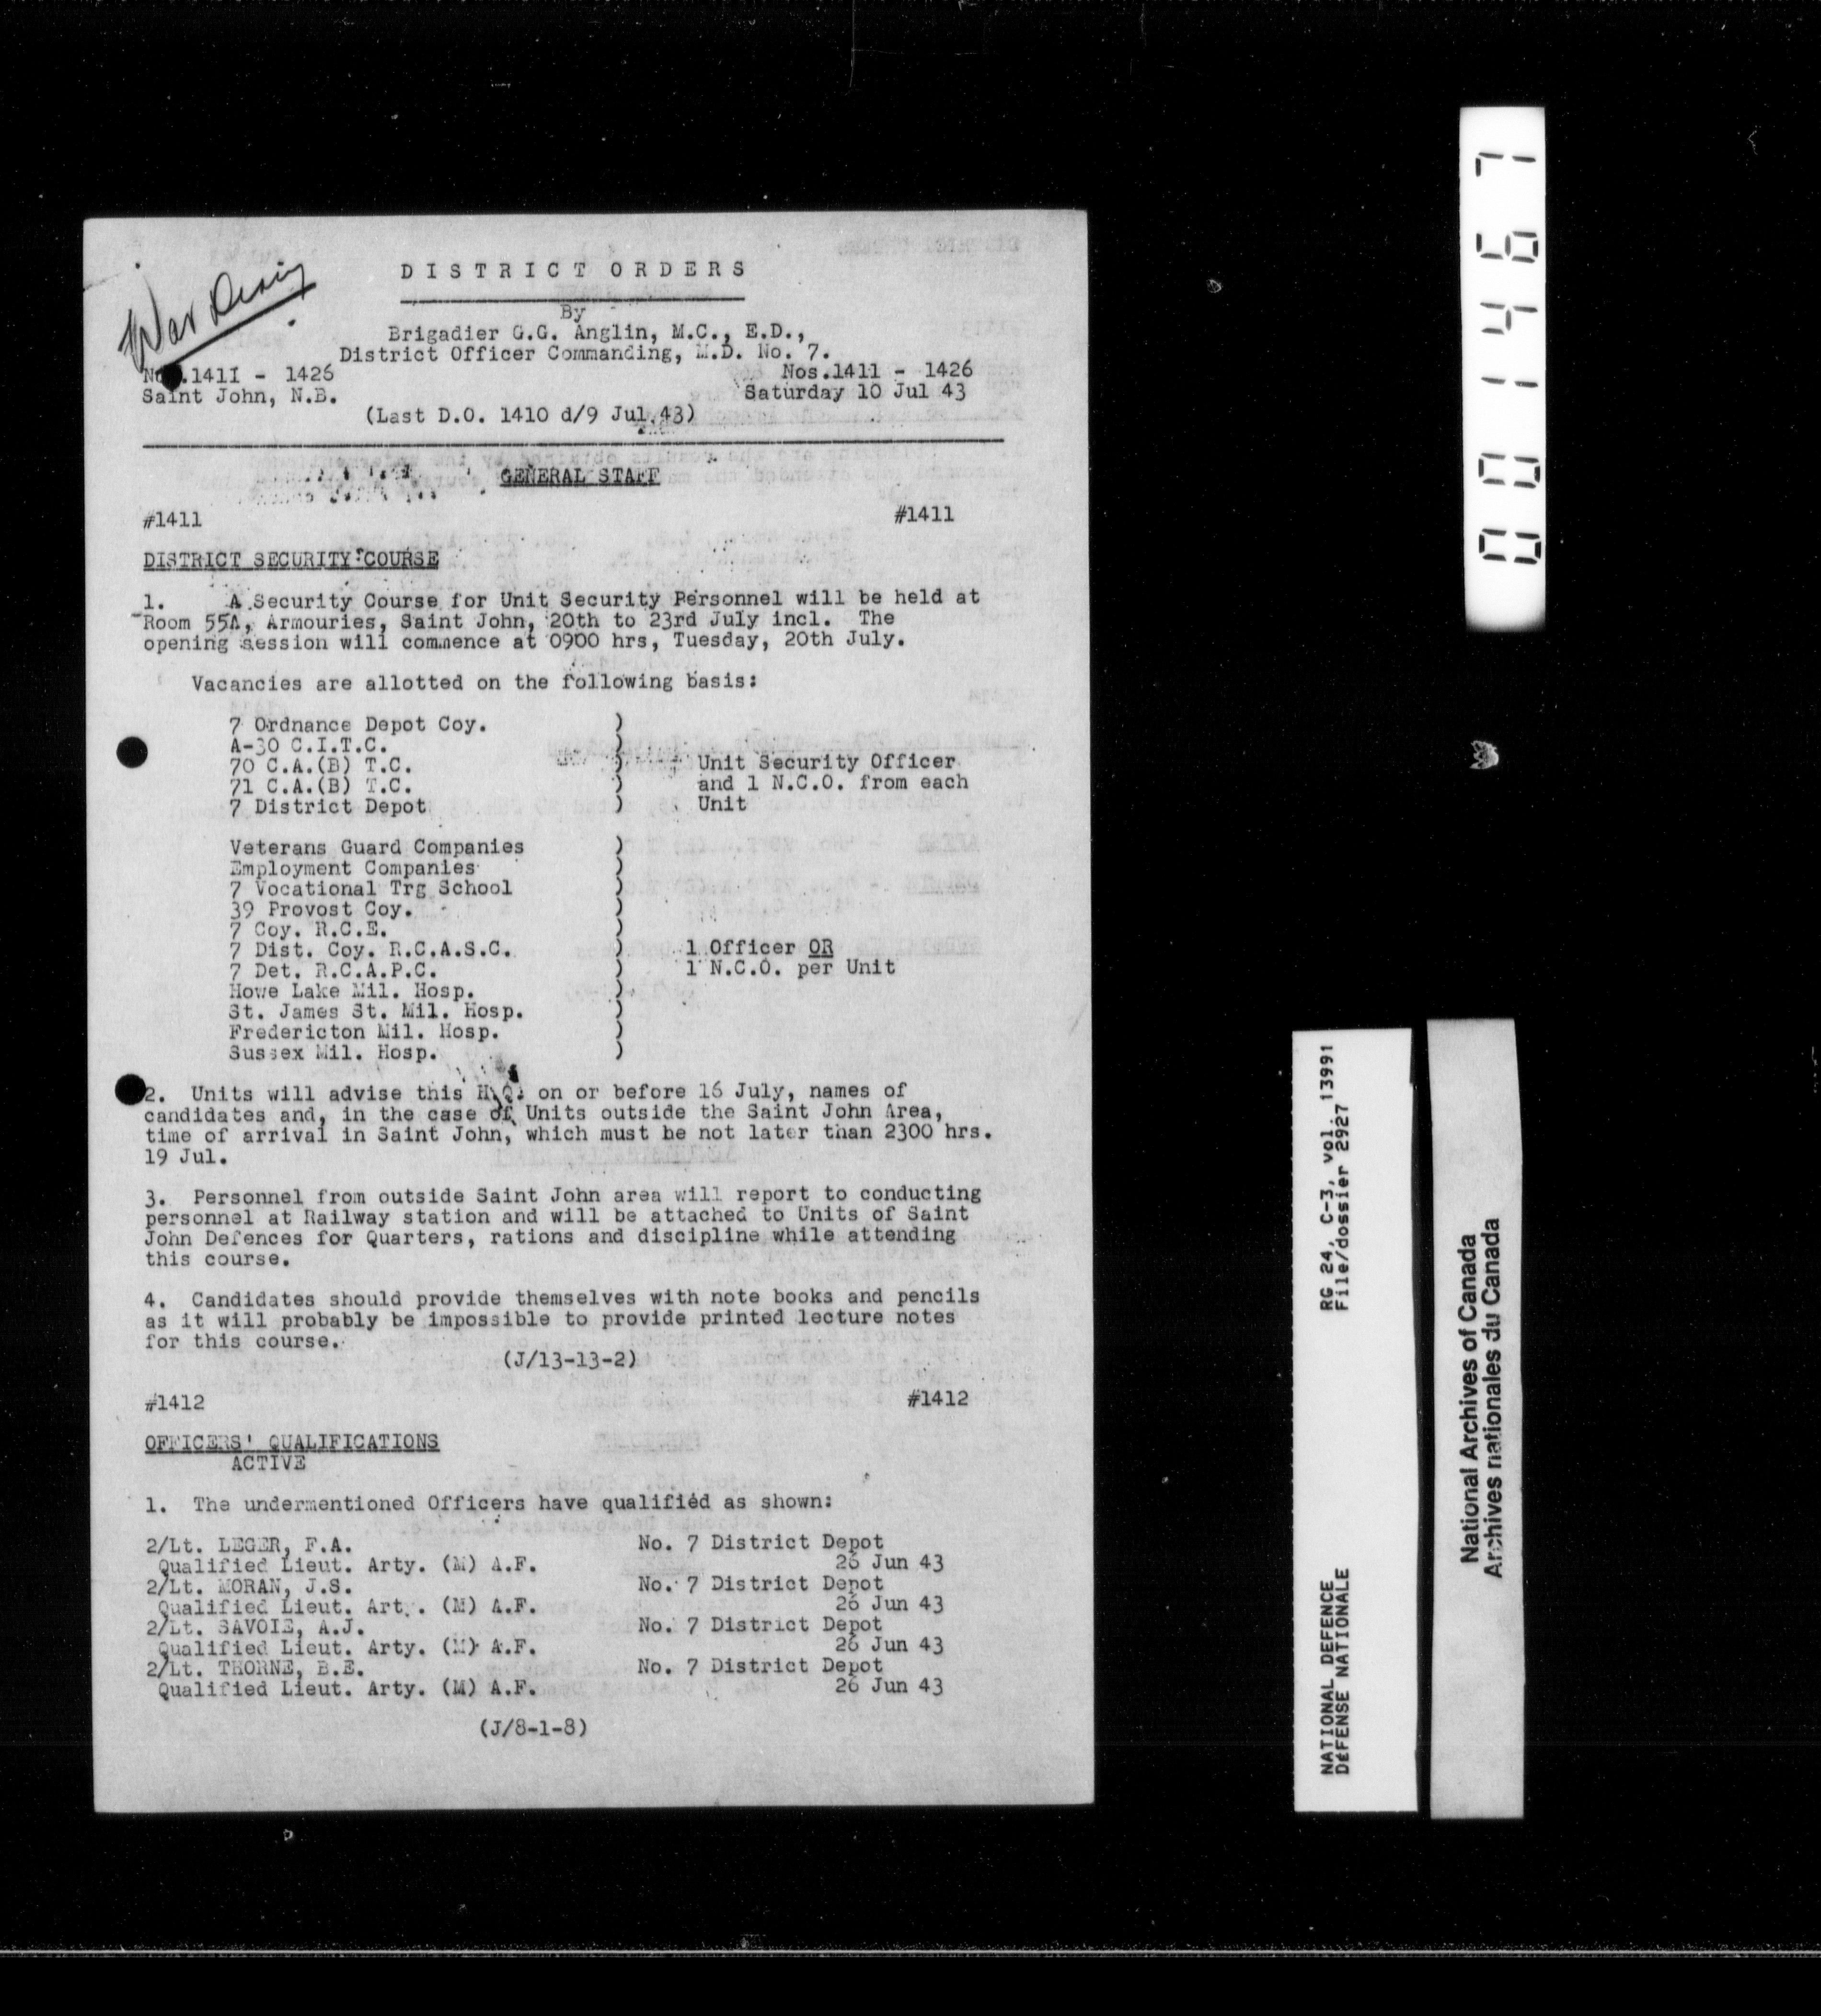 War Diary
DISTRICT ORDERS
By
Brigadier G.G. Anglin, M.C., E.D.,
District Officer Commanding, M.D. No. 7.
Nos.1411 - 1426 Nos.1411 - 1426
Saint John, N.B. Saturday 10 Jul 43
(Last D.O. 1410 d/9 Jul 43)
GENERAL STAFF
#1411 #1411
DISTRICT SECURITY COURSE
1. A Security Course for Unit Security Personnel will be held at
Room 55A, Armouries, Saint John, 20th to 23rd July incl. The
opening session will commence at 0900 hrs, Tuesday, 20th July.
Vacancies are allotted on the following basis:
7 Ordnance Depot Coy. )
A-30 C.I.T.C. )
70 C.A.(B) T.C. ) Unit Security Officer
71 C.A.(B) T.C. ) and 1 N.C.O. from each
7 District Depot ) Unit
Veterans Guard Companies )
Employment Companies )
7 Vocational Trg School )
39 Provost Coy. )
7 Coy. R.C.E. )
7 Dist. Coy. R.C.A.S.C. ) 1 Officer OR
7 Det. R.C.A.P.C. ) 1 N.C.O. per Unit
Howe Lake Mil. Hosp. )
St. James St. Mil. Hosp. )
Fredericton Mil. Hosp. )
Sussex Mil. Hosp. )
2. Units will advise this H.Q. on or before 16 July, names of
candidates and, in the case of Units outside the Saint John Area,
time of arrival in Saint John, which must be not later than 2300 hrs.
19 Jul.
3. Personnel from outside Saint John area will report to conducting
personnel at Railway station and will be attached to Units of Saint
John Defences for Quarters, rations and discipline while attending
this course.
4. Candidates should provide themselves with note books and pencils
as it will probably be impossible to provide printed lecture notes
for this course.
(J/13-13-2)
#1412 #1412
OFFICERS' QUALIFICATIONS
ACTIVE
1. The undermentioned Officers have qualified as shown:
2/Lt. LEGER, F.A. No. 7 District Depot
Qualified Lieut. Arty. (M) A.F. 26 Jun 43
2/Lt. MORAN, J.S. No. 7 District Depot
Qualified Lieut. Art. . (M) A.F. 26 Jun 43
2/Lt. SAVOIE, A.J. No. 7 District Depot
Qualified Lieut. Arty. (M) A.F. 26 Jun 43
2/Lt. THORNE, B.E. No. 7 District Depot
Qualified Lieut. Arty. (M) A.F. 26 Jun 43
(J/8-1-8)
001467
NATIONAL DEFENCE RG 24, C-3, vol. 13991
DÉFENSE NATIONALE File/dossier 2927
National Archives of Canada
Archives nationales du Canada